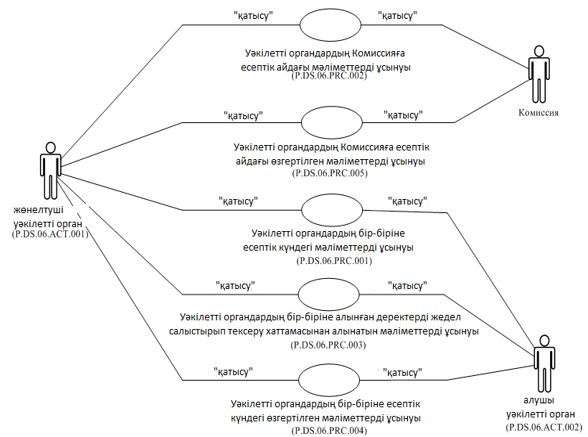 "қатысу" "қатысу"
Уәкілетті органдардың Комиссияға
есептік айдағы мәліметтерді ұсынуы
(P.DS.06.PRC.002)
Комиссия
"қатысу" "қатысу"
Уәкілетті органдардың Комиссияға есептік
айдағы өзгертілген мәліметтерді ұсынуы
(P.DS.06.PRC.005)
жөнелтуші
уәкілетті орган
(P.DS.06.ACT.001)
"қатысу" "қатысу"
Уәкілетті органдардың бір-біріне
есептік күндегі мәліметтерді ұсынуы
(P.DS.06.PRC.001)
"қатысу" "қатысу"
Уәкілетті органдардың бір-біріне алынған деректерді жедел
салыстырып тексеру хаттамасынан алынатын мәліметтерді ұсынуы
(P.DS.06.PRC.003)
"қатысу" "қатысу"
Уәкілетті органдардың бір-біріне есептік
күндегі өзгертілген мәліметтерді ұсынуы
(P.DS.06.PRC.004)
алушы
уәкілетті орган
(P.DS.06.ACT.002)